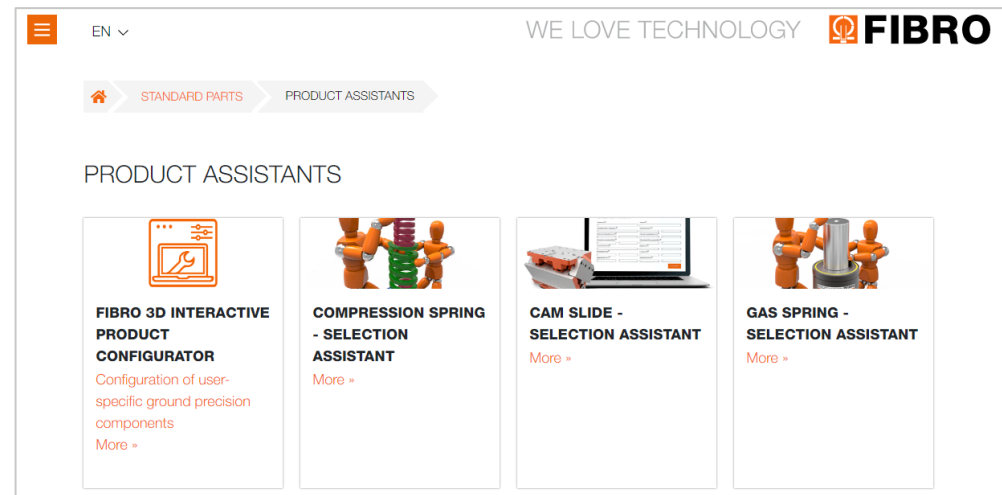 EN
WE LOVE TECHNOLOGY
FIBRO
STANDARD PARTS
PRODUCT ASSISTANTS
PRODUCT ASSISTANTS
FIBRO 3D INTERACTIVE
PRODUCT
CONFIGURATOR
Configuration of user-
specific ground precision
components
More »
COMPRESSION SPRING
- SELECTION
ASSISTANT
More »
CAM SLIDE -
SELECTION ASSISTANT
More »
GAS SPRING -
SELECTION ASSISTANT
More »